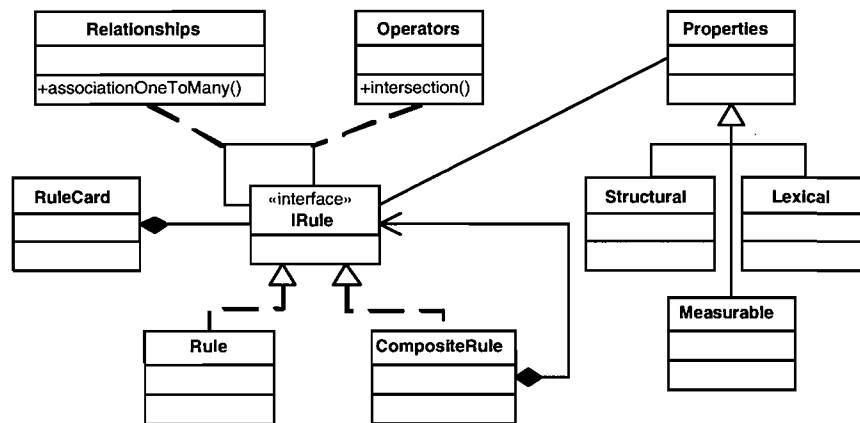 Relationships
+associationOneToMany()
Operators
+intersection()
Properties
RuleCard
«interface»
IRule
Structural
Lexical
Measurable
Rule
CompositeRule